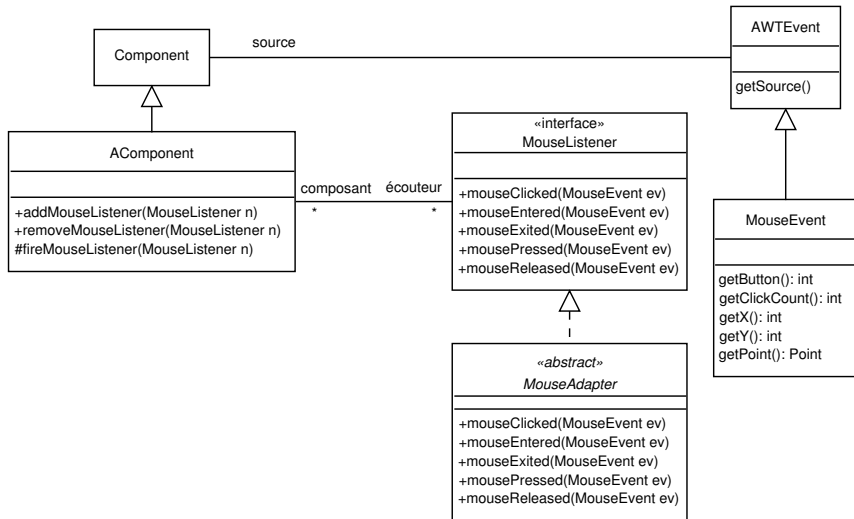 Component
source
AWTEvent
getSource()
AComponent
+addMouseListener(MouseListener n)
+removeMouseListener(MouseListener n)
#fireMouseListener(MouseListener n)
composant
écouteur
*
*
«interface»
MouseListener
+mouseClicked(MouseEvent ev)
+mouseEntered(MouseEvent ev)
+mouseExited(MouseEvent ev)
+mousePressed(MouseEvent ev)
+mouseReleased(MouseEvent ev)
MouseEvent
getButton(): int
getClickCount(): int
getX(): int
getY(): int
getPoint(): Point
«abstract»
MouseAdapter
+mouseClicked(MouseEvent ev)
+mouseEntered(MouseEvent ev)
+mouseExited(MouseEvent ev)
+mousePressed(MouseEvent ev)
+mouseReleased(MouseEvent ev)